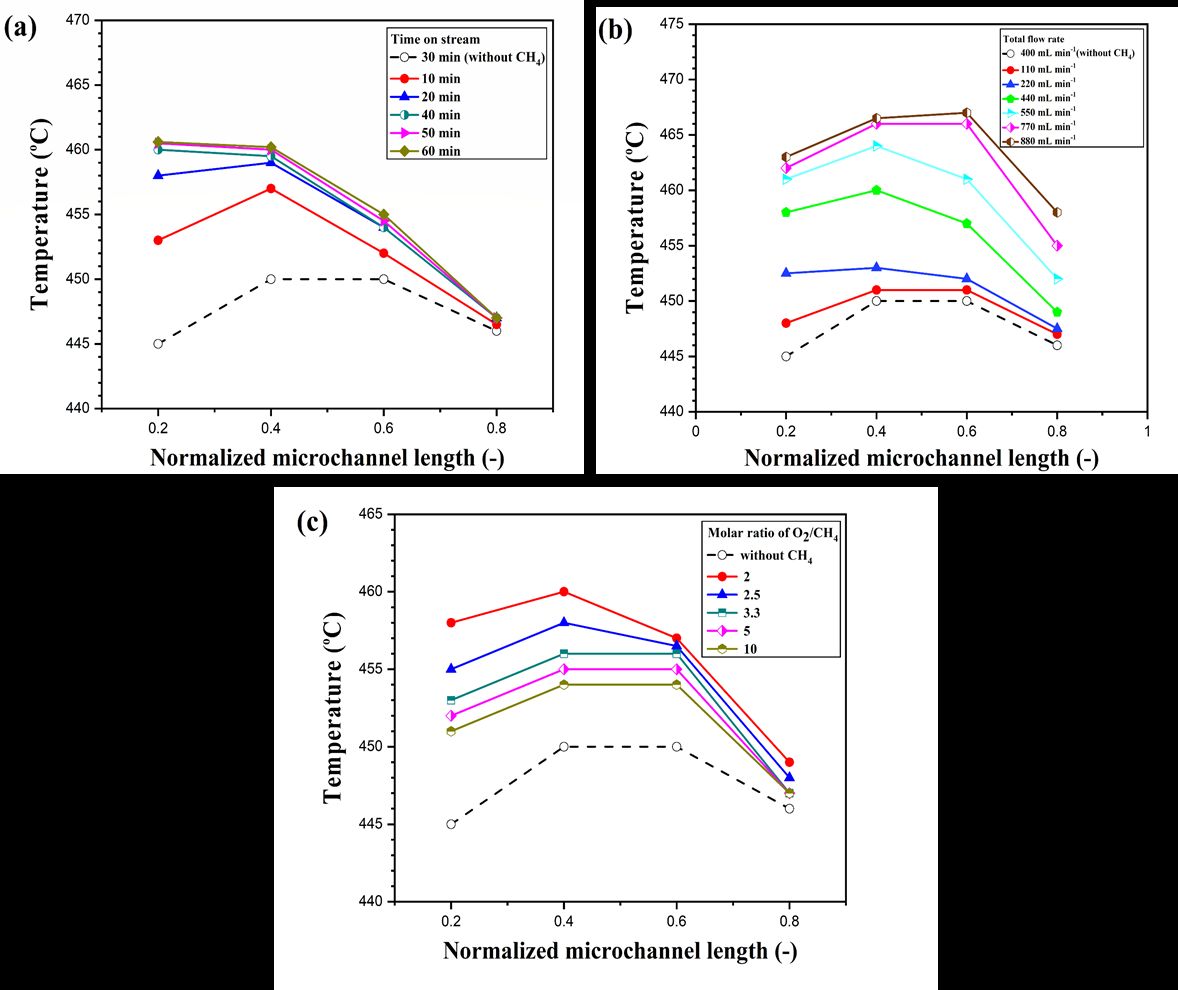 (a)
470
465
460
455
450
445
440
Temperature (ºC)
0.2 0.4 0.6 0.8
Normalized microchannel length (-)
Time on stream
30 min (without CH4)
10 min
20 min
40 min
50 min
60 min
(b)
475
470
465
460
455
450
445
440
Temperature (ºC)
0 0.2 0.4 0.6 0.8 1
Normalized microchannel length (-)
Total flow rate
400 mL min-1(without CH4)
110 mL min-1
220 mL min-1
440 mL min-1
550 mL min-1
770 mL min-1
880 mL min-1
(c)
465
460
455
450
445
440
Temperature (ºC)
0.2 0.4 0.6 0.8
Normalized microchannel length (-)
Molar ratio of O2/CH4
without CH4
2
2.5
3.3
5
10